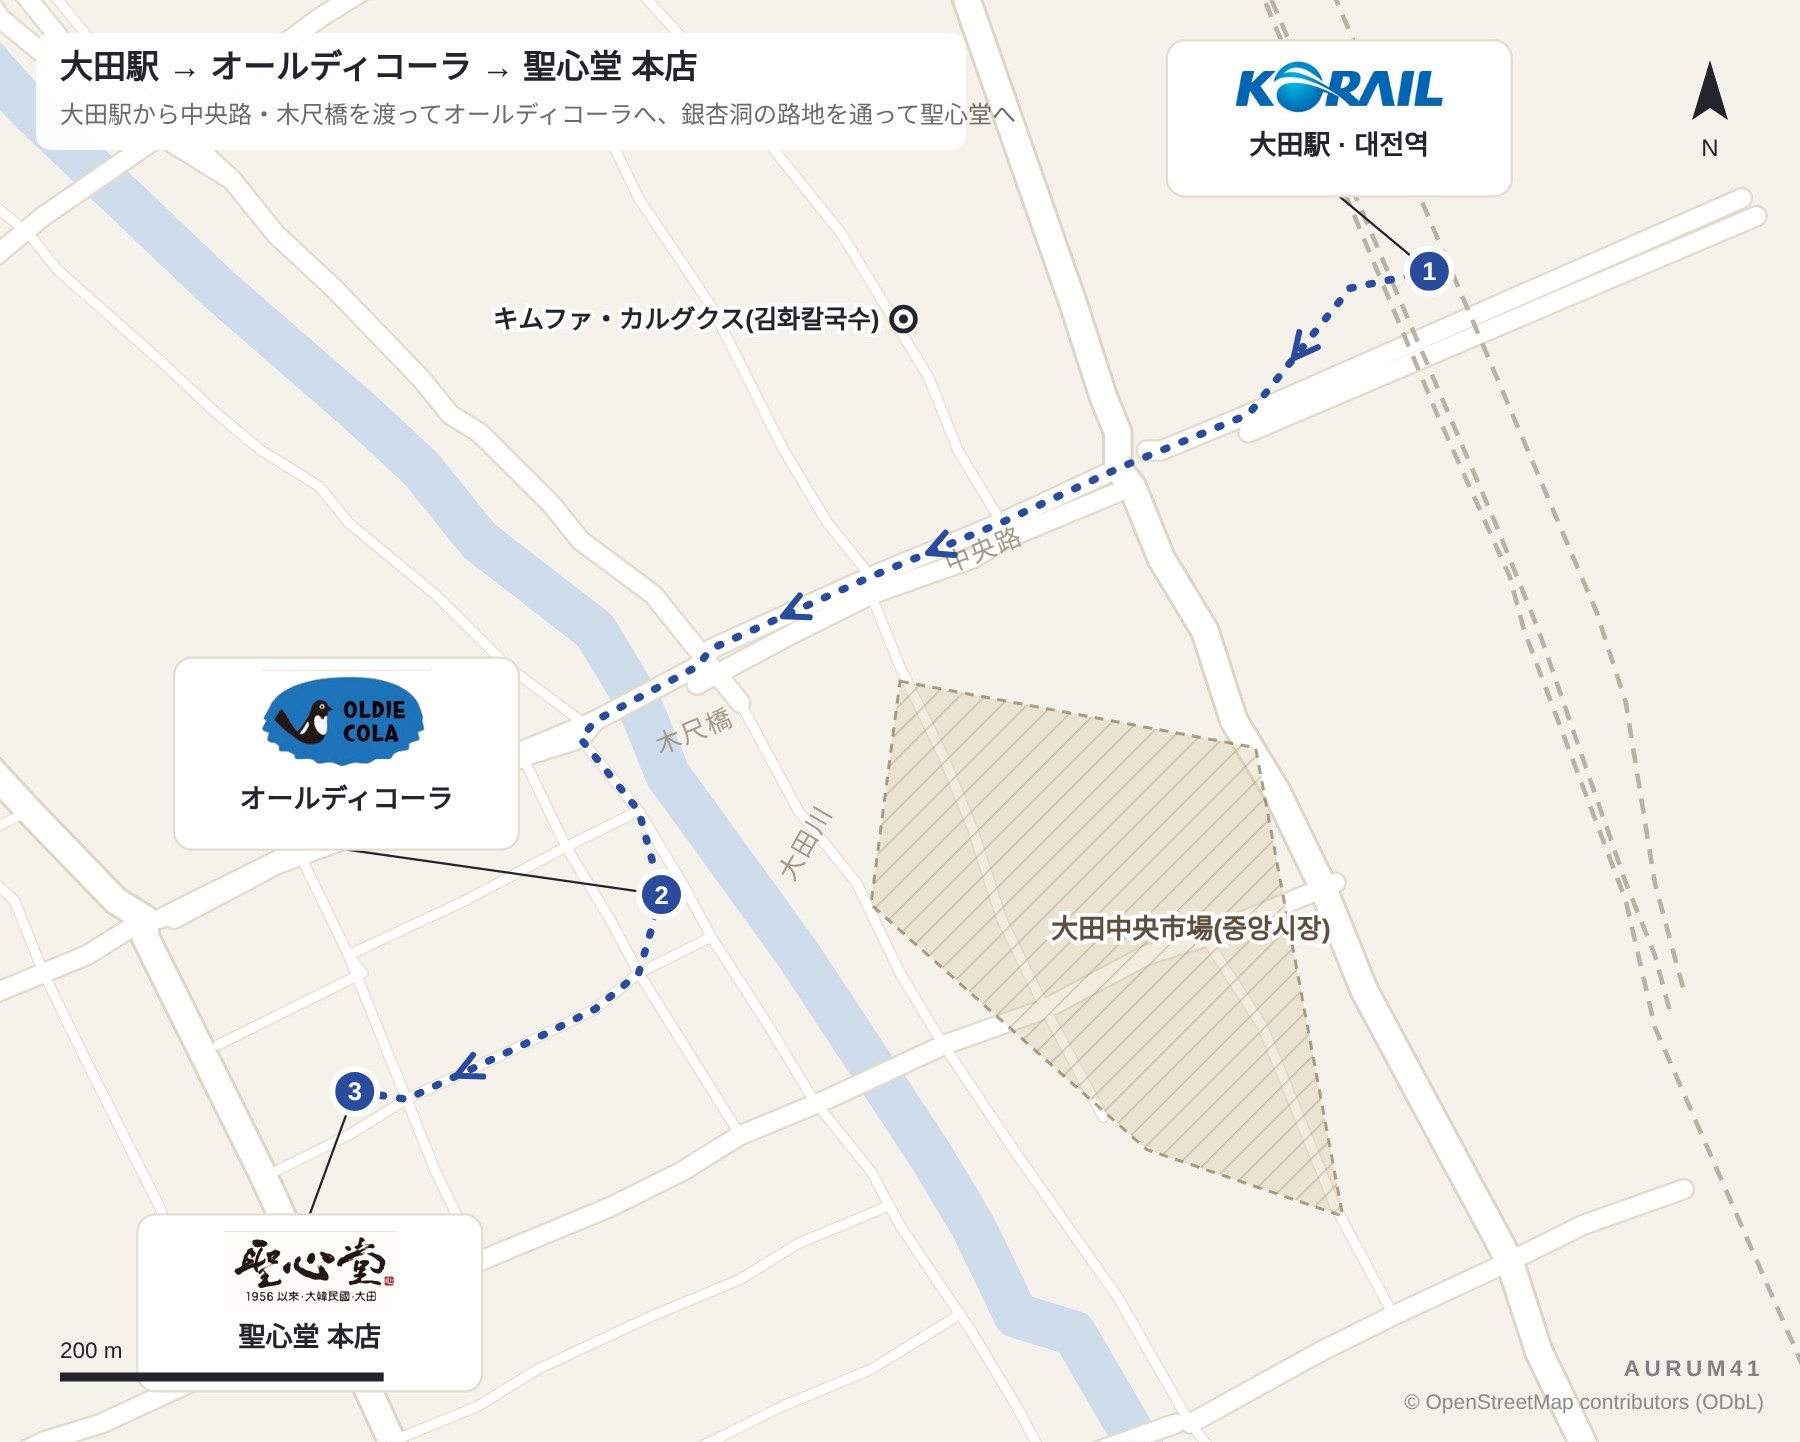 大田駅 → オールディコーラ → 聖心堂 本店
大田駅から中央路・木尺橋を渡ってオールディコーラへ、銀杏洞の路地を通って聖心堂へ
KORAIL
大田駅 · 대전역
N
1
キムファ・カルグクス(김화칼국수)
中央路
OLDIE
COLA
オールディコーラ
木尺橋
大田川
2
大田中央市場(중앙시장)
3
聖心堂
1956 以來·大韓民國·大田
聖心堂 本店
200 m
AURUM41
© OpenStreetMap contributors (ODbL)